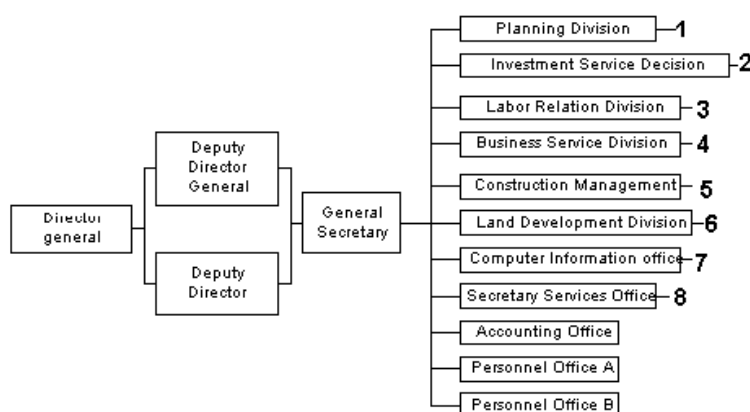 Director
general
Deputy
Director
General
Deputy
Director
General
Secretary
Planning Division 1
Investment Service Decision 2
Labor Relation Division 3
Business Service Division 4
Construction Management 5
Land Development Division 6
Computer Information office 7
Secretary Services Office 8
Accounting Office
Personnel Office A
Personnel Office B